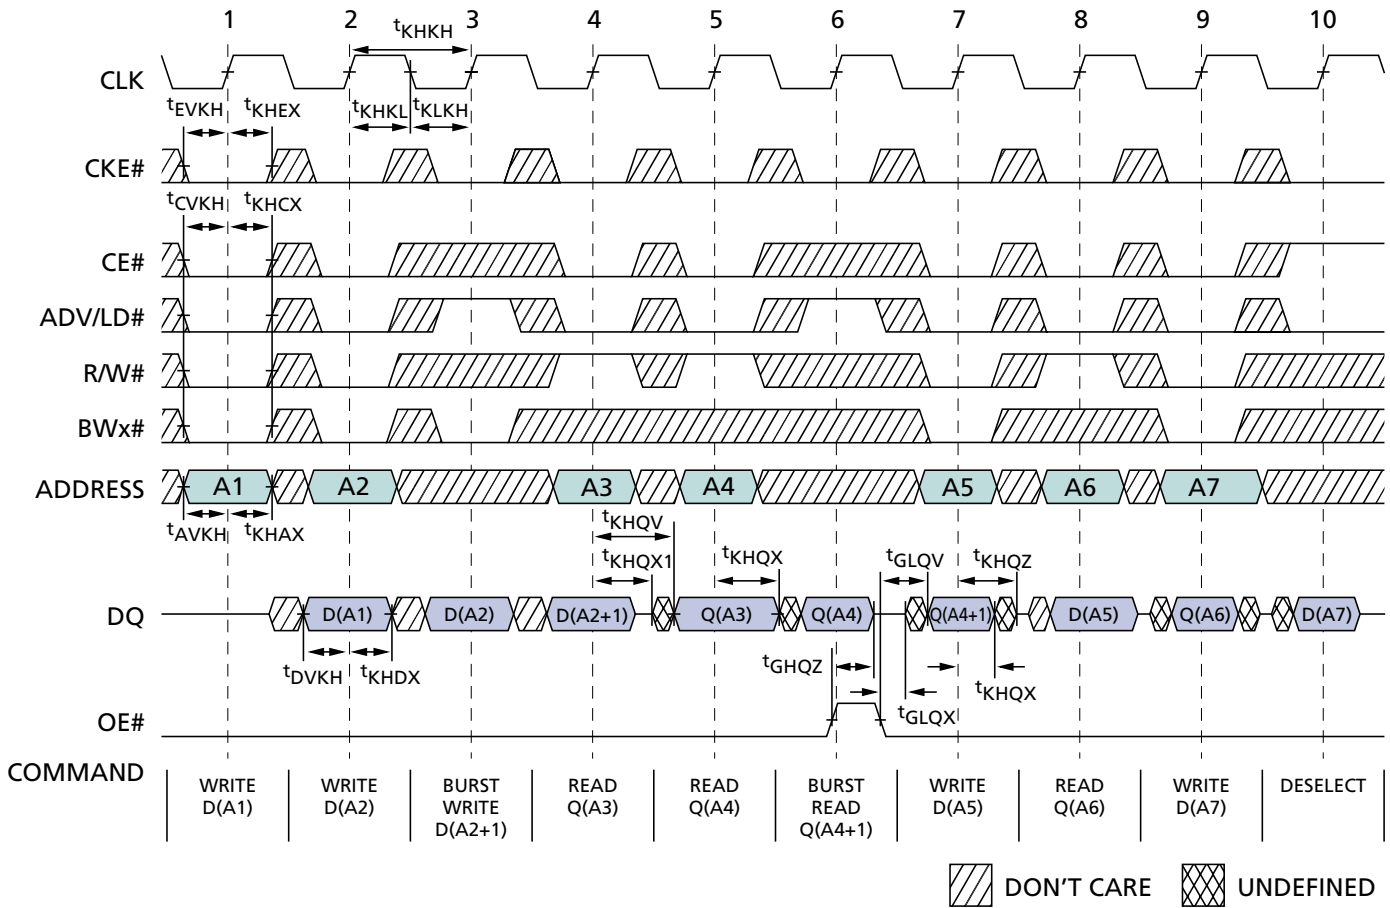 1 2 3 4 5 6 7 8 9 10
tKHKH
CLK
tEVKH tKHEX tKHKL tKLKH
CKE#
tCVKH tKHCX
CE#
ADV/LD#
R/W#
BWx#
ADDRESS A1 A2 A3 A4 A5 A6 A7
tAVKH tKHAX tKHQV
tKHQX1 tKHQX tGLQV tKHQZ
DQ D(A1) D(A2) D(A2+1) Q(A3) Q(A4) Q(A4+1) D(A5) Q(A6) D(A7)
tDVKH tKHDX tGHQZ tKHQX
tGLQX
OE#
COMMAND
WRITE WRITE BURST READ READ BURST WRITE READ WRITE DESELECT
D(A1) D(A2) WRITE Q(A3) Q(A4) READ D(A5) Q(A6) D(A7)
D(A2+1) Q(A4+1)
DON'T CARE UNDEFINED